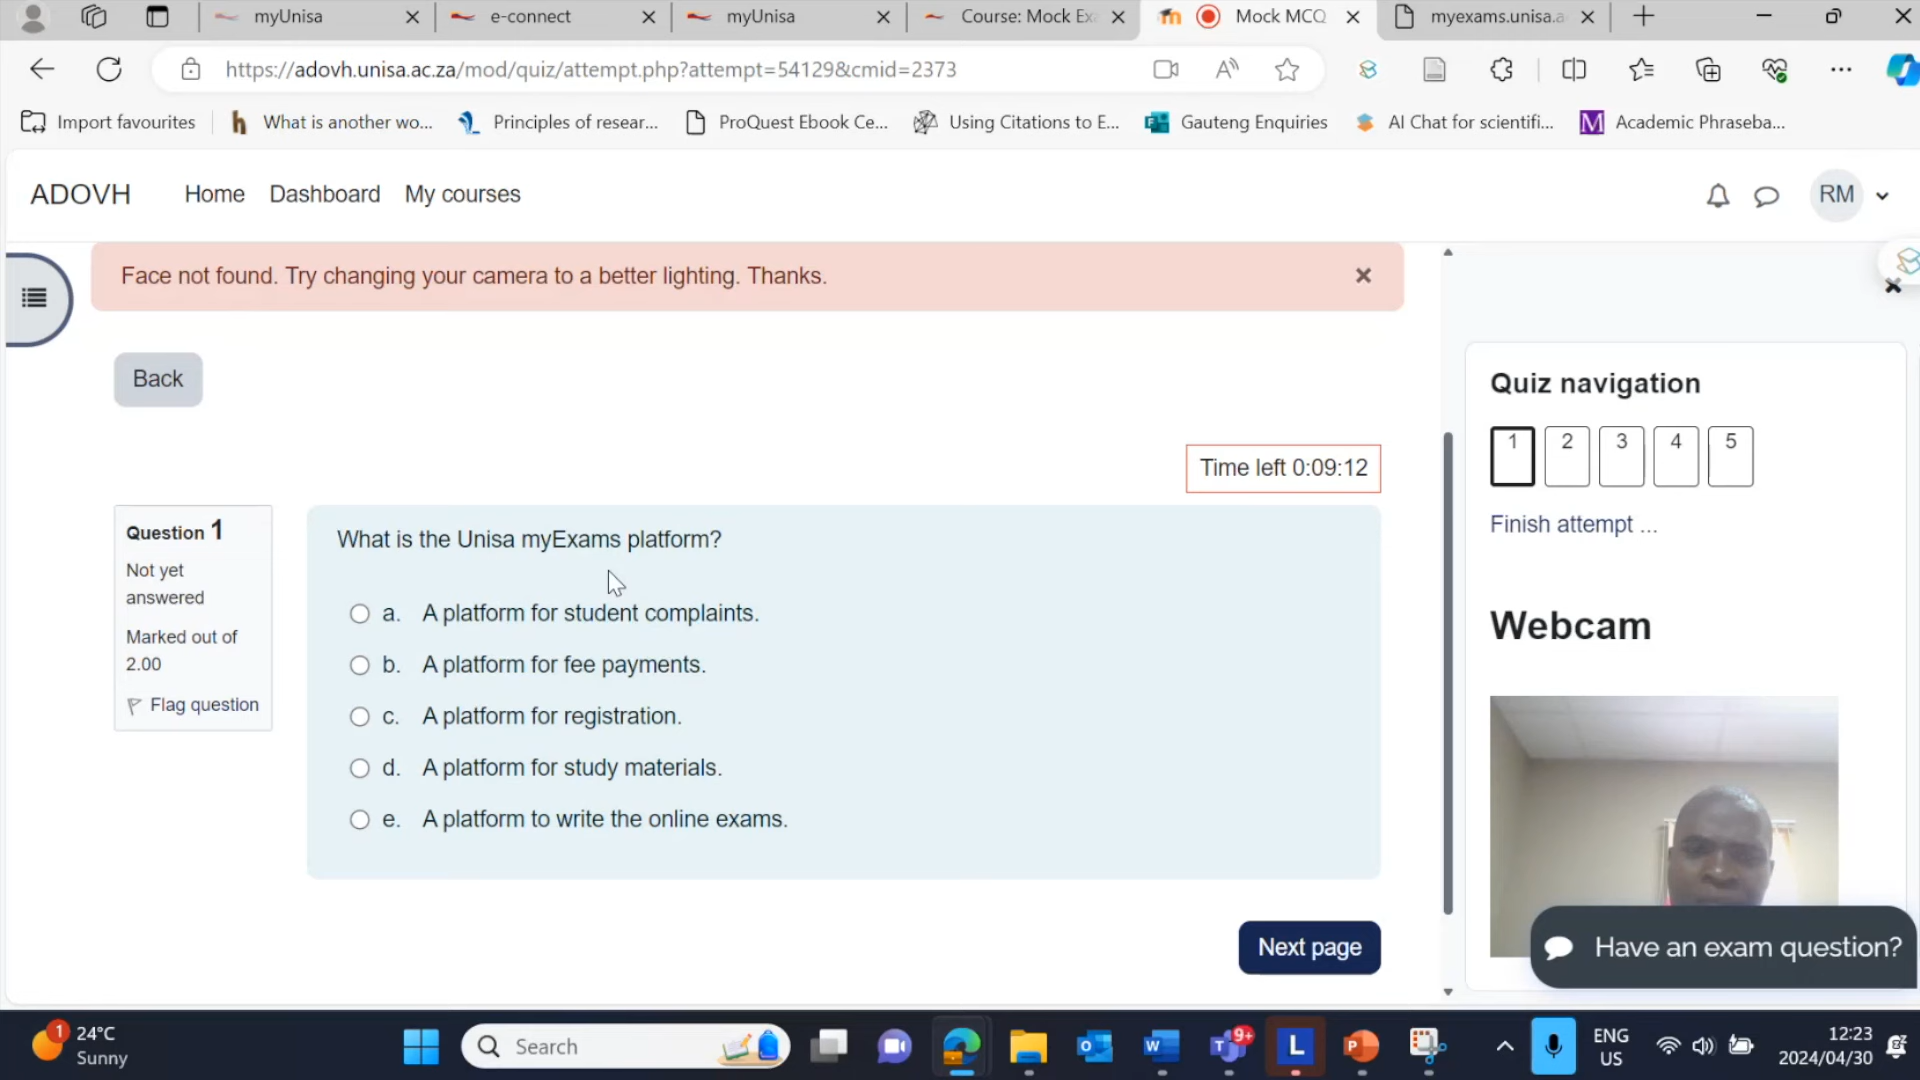 myUnisa
e-connect
myUnisa
Course: Mock Ex
Mock MCQ
myexams.unisa.a
https://adovh.unisa.ac.za/mod/quiz/attempt.php?attempt=54129&cmid=2373
Import favourites
What is another wo...
Principles of resear...
ProQuest Ebook Ce...
Using Citations to E...
Gauteng Enquiries
AI Chat for scientifi...
Academic Phraseba...
ADOVH
Home
Dashboard
My courses
RM
Face not found. Try changing your camera to a better lighting. Thanks.
Back
Time left 0:09:12
Question 1
Not yet
answered
Marked out of
2.00
Flag question
What is the Unisa myExams platform?
a. A platform for student complaints.
b. A platform for fee payments.
c. A platform for registration.
d. A platform for study materials.
e. A platform to write the online exams.
Next page
Quiz navigation
1 2 3 4 5
Finish attempt ...
Webcam
Have an exam question?
1
24°C
Sunny
Search
W
T
9+
L
P
ENG
US
12:23
2024/04/30